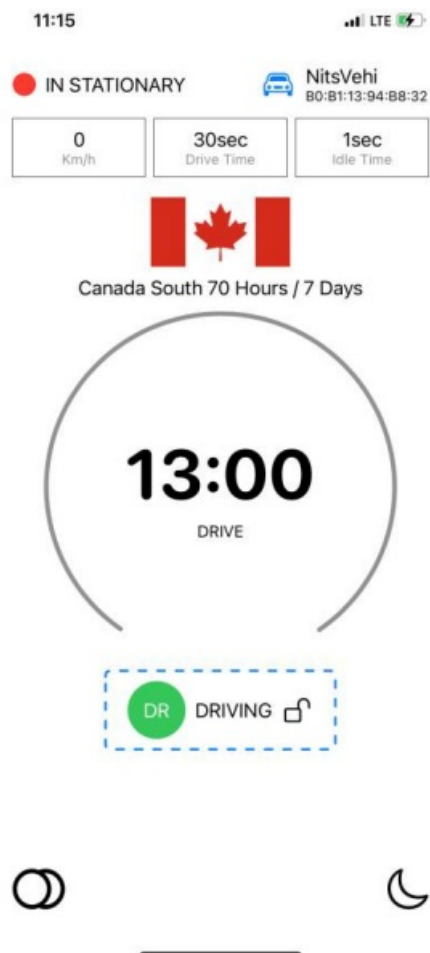 11:15 LTE
IN STATIONARY NitsVehi
B0:B1:13:94:B8:32
0 30sec 1sec
Km/h Drive Time Idle Time
Canada South 70 Hours / 7 Days
13:00
DRIVE
DR DRIVING